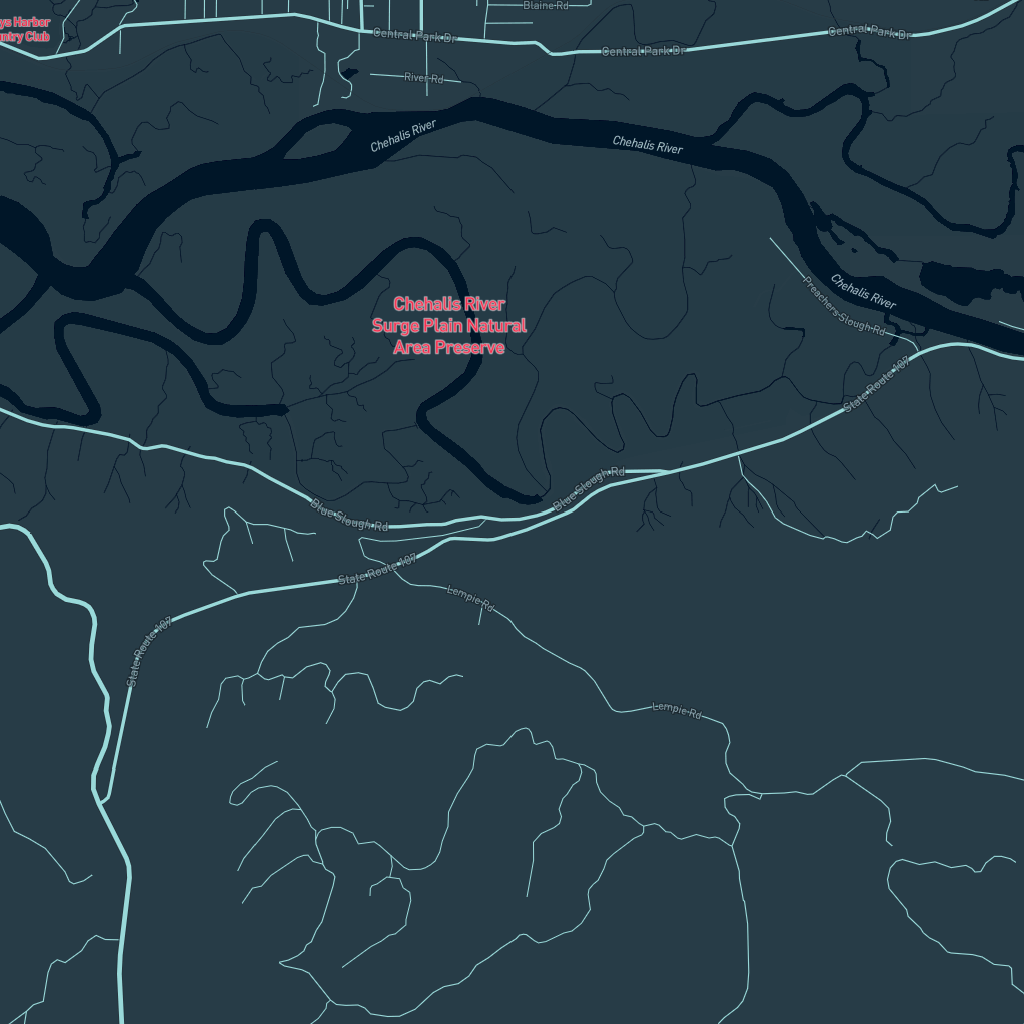 Blaine Rd
ys Harbor
ntry Club
Central Park Dr
Central Park Dr
Central Park Dr
River Rd
Chehalis River
Chehalis River
Chehalis River
Preachers Slough Rd
Chehalis River
Surge Plain Natural
Area Preserve
State Route 107
Blue Slough Rd
Blue Slough Rd
State Route 107
Lempie Rd
State Route 107
Lempie Rd